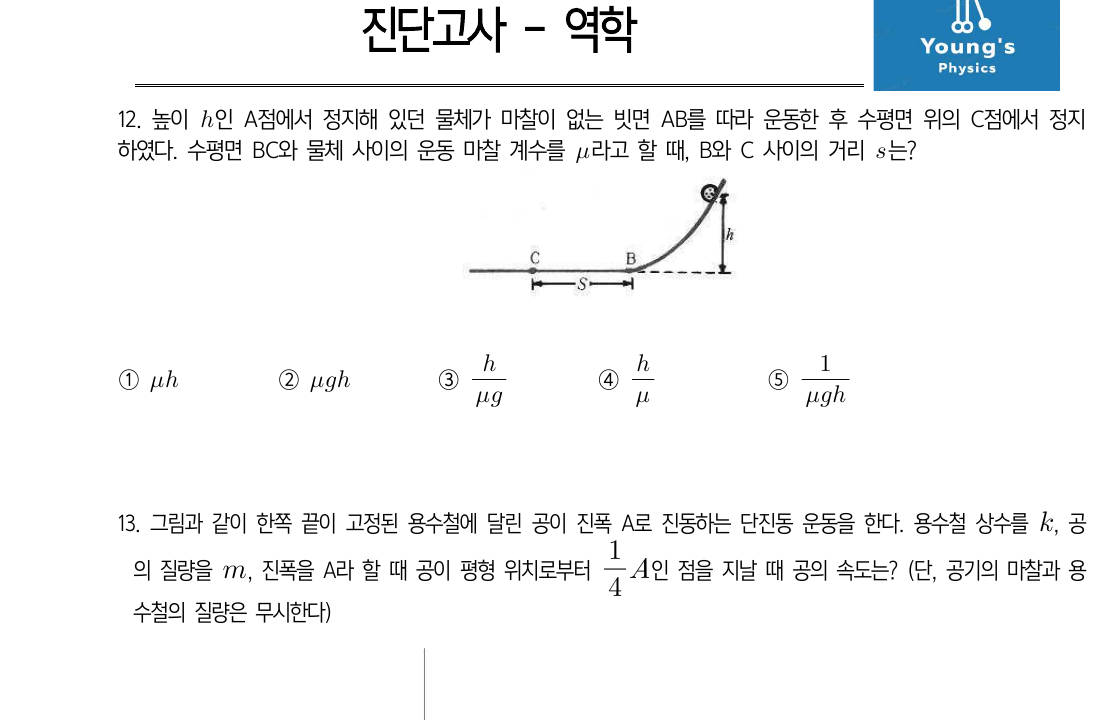 진단고사 - 역학
Young's
Physics
12. 높이 h인 A점에서 정지해 있던 물체가 마찰이 없는 빗면 AB를 따라 운동한 후 수평면 위의 C점에서 정지
하였다. 수평면 BC와 물체 사이의 운동 마찰 계수를 μ라고 할 때, B와 C 사이의 거리 s는?
h
C B
S
① μh ② μgh ③ h/μg ④ h/μ ⑤ 1/μgh
13. 그림과 같이 한쪽 끝이 고정된 용수철에 달린 공이 진폭 A로 진동하는 단진동 운동을 한다. 용수철 상수를 k, 공
의 질량을 m, 진폭을 A라 할 때 공이 평형 위치로부터 1/4 A인 점을 지날 때 공의 속도는? (단, 공기의 마찰과 용
수철의 질량은 무시한다)